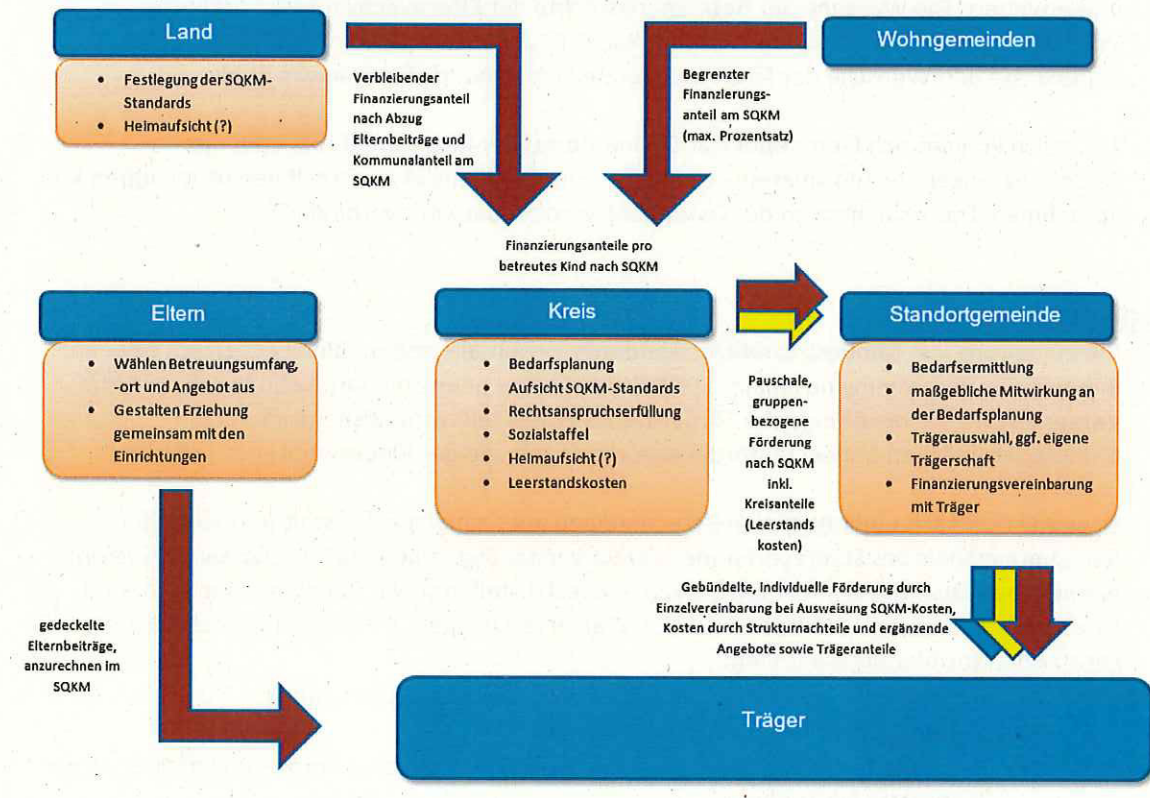 Land
• Festlegung der SQKM-
Standards
• Heimaufsicht (?)
Verbleibender
Finanzierungsanteil
nach Abzug
Elternbeiträge und
Kommunalanteil am
SQKM
Wohngemeinden
Begrenzter
Finanzierungs-
anteil am SQKM
(max. Prozentsatz)
Finanzierungsanteile pro
betreutes Kind nach SQKM
Eltern
• Wählen Betreuungsumfang,
-ort und Angebot aus
• Gestalten Erziehung
gemeinsam mit den
Einrichtungen
Kreis
• Bedarfsplanung
• Aufsicht SQKM-Standards
• Rechtsanspruchserfüllung
• Sozialstaffel
• Heimaufsicht (?)
• Leerstandskosten
Pauschale,
gruppen-
bezogene
Förderung
nach SQKM
inkl.
Kreisanteile
(Leerstands
kosten)
Standortgemeinde
• Bedarfsermittlung
• maßgebliche Mitwirkung an
der Bedarfsplanung
• Trägerauswahl, ggf. eigene
Trägerschaft
• Finanzierungsvereinbarung
mit Träger
gedeckelte
Elternbeiträge,
anzurechnen im
SQKM
Gebündelte, individuelle Förderung durch
Einzelvereinbarung bei Ausweisung SQKM-Kosten,
Kosten durch Strukturnachteile und ergänzende
Angebote sowie Trägeranteile
Träger